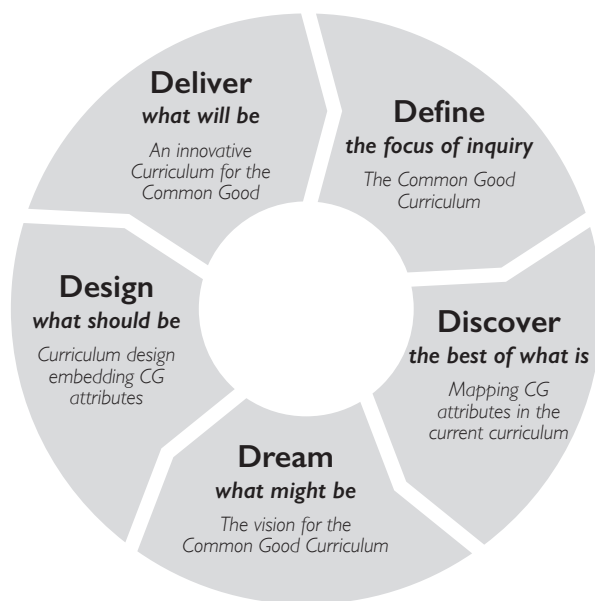 Define
the focus of inquiry
The Common Good
Curriculum
Discover
the best of what is
Mapping CG
attributes in the
current curriculum
Dream
what might be
The vision for the
Common Good Curriculum
Design
what should be
Curriculum design
embedding CG
attributes
Deliver
what will be
An innovative
Curriculum for the
Common Good